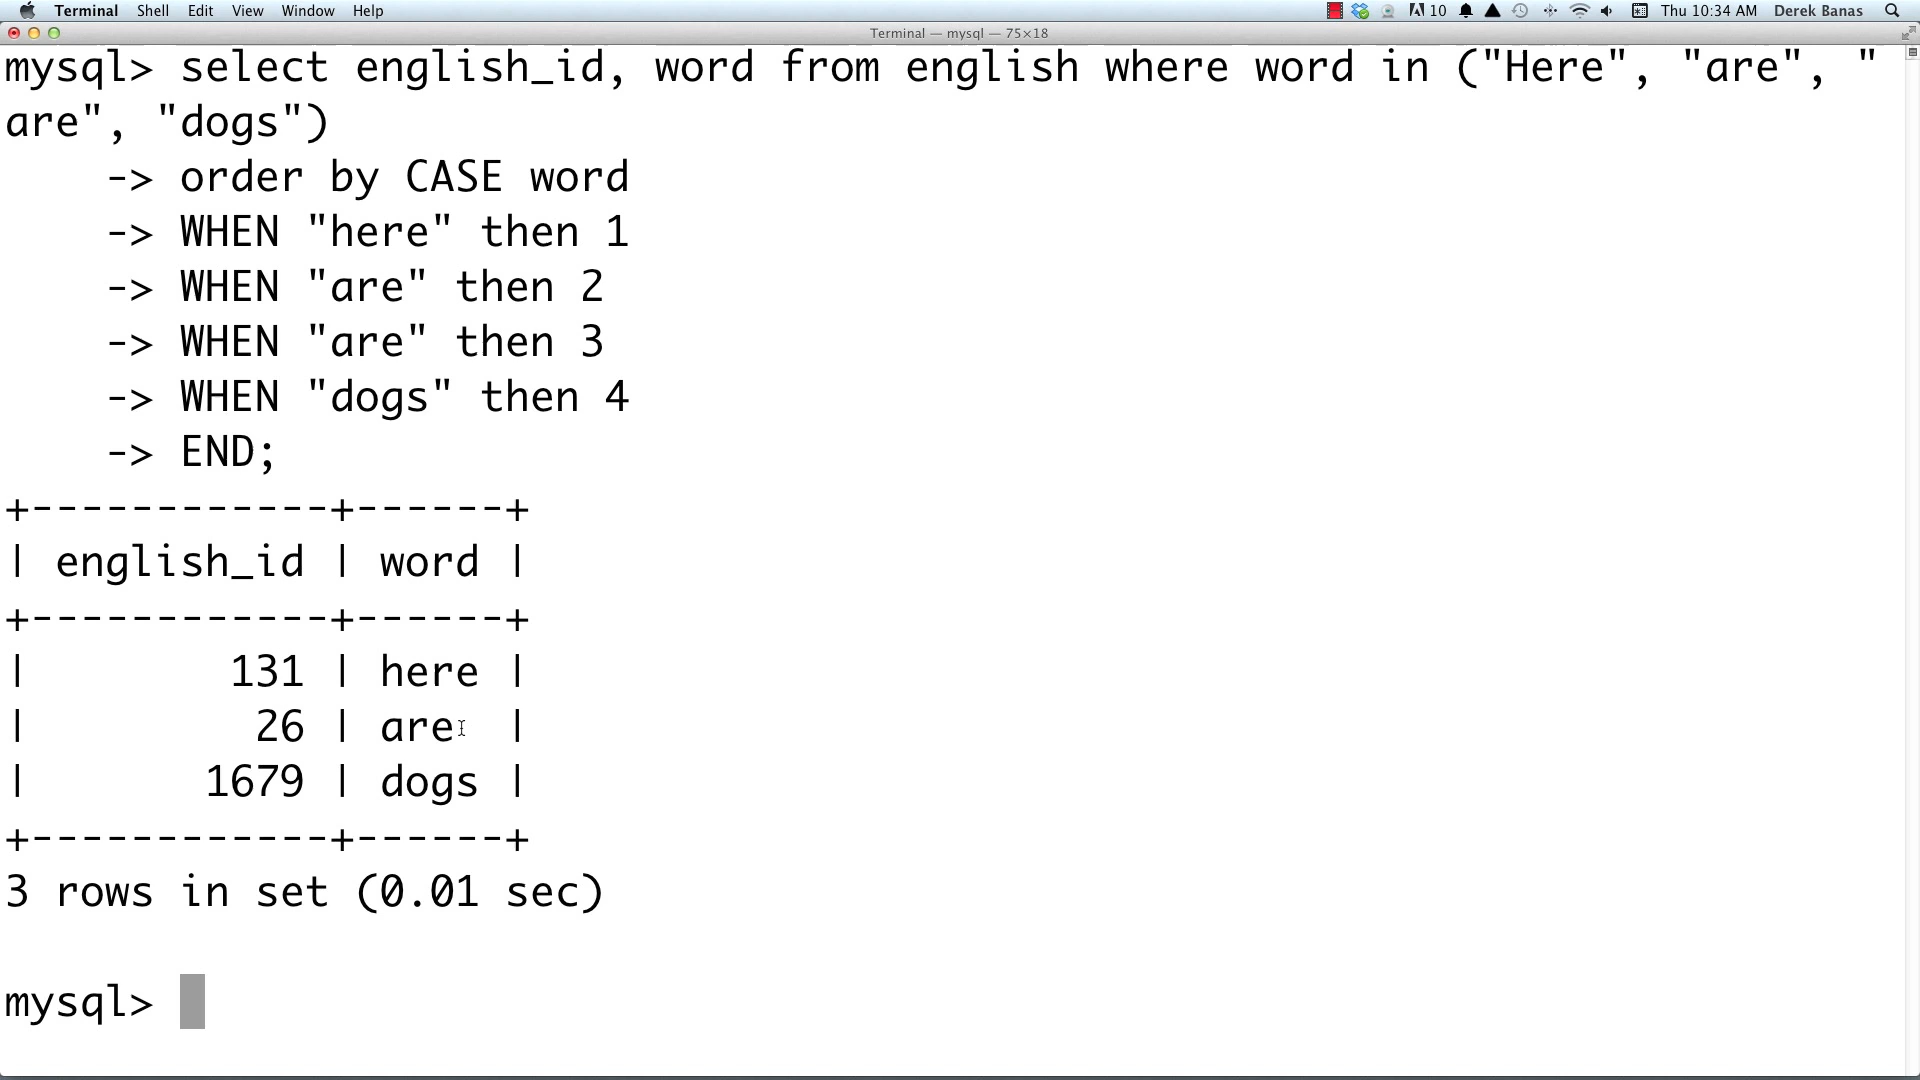 Terminal Shell Edit View Window Help 10 Thu 10:34 AM Derek Banas
Terminal — mysql — 75×18
mysql> select english_id, word from english where word in ("Here", "are", "
are", "dogs")
    -> order by CASE word
    -> WHEN "here" then 1
    -> WHEN "are" then 2
    -> WHEN "are" then 3
    -> WHEN "dogs" then 4
    -> END;
+------------+------+
| english_id | word |
+------------+------+
|        131 | here |
|         26 | are  |
|       1679 | dogs |
+------------+------+
3 rows in set (0.01 sec)
mysql>